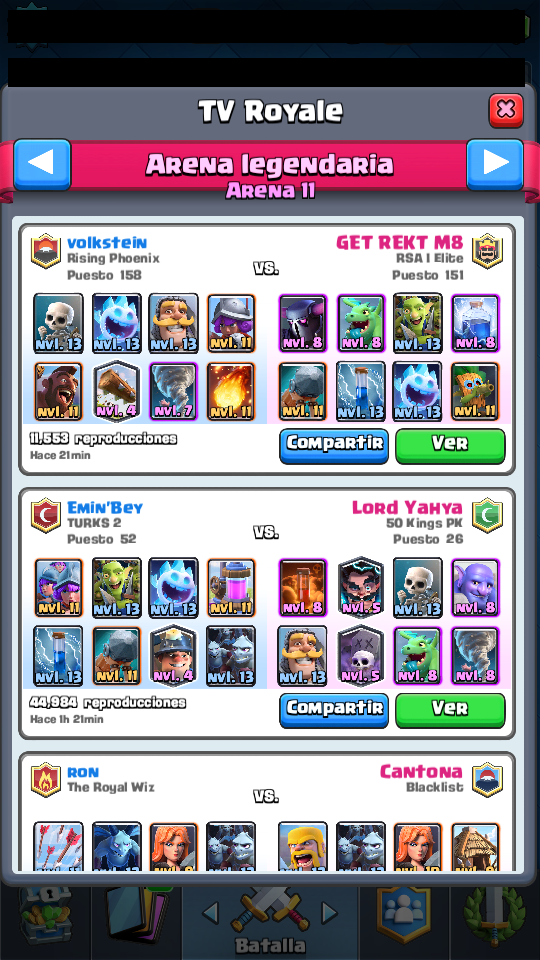 TV Royale
Arena legendaria
Arena 11
volkstein
Rising Phoenix
Puesto 158
vs.
GET REKT M8
RSA | Elite
Puesto 151
Nvl. 13 Nvl. 13 Nvl. 13 Nvl. 11 Nvl. 8 Nvl. 8 Nvl. 13 Nvl. 8
Nvl. 11 Nvl. 4 Nvl. 7 Nvl. 11 Nvl. 11 Nvl. 13 Nvl. 13 Nvl. 11
11,553 reproducciones
Hace 21min
Compartir
Ver
Emin'Bey
TURKS 2
Puesto 52
vs.
Lord Yahya
50 Kings PK
Puesto 26
Nvl. 11 Nvl. 13 Nvl. 13 Nvl. 11 Nvl. 8 Nvl. 5 Nvl. 13 Nvl. 8
Nvl. 13 Nvl. 11 Nvl. 4 Nvl. 13 Nvl. 13 Nvl. 5 Nvl. 8 Nvl. 8
44,984 reproducciones
Hace 1h 21min
Compartir
Ver
RON
The Royal Wiz
vs.
Cantona
Blacklist
Batalla